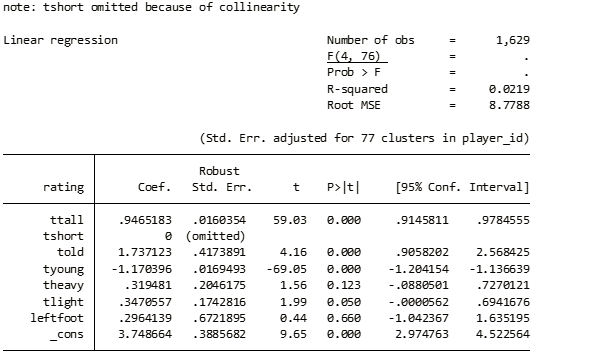 note: tshort omitted because of collinearity
Linear regression Number of obs = 1,629
F(4, 76) = .
Prob > F = .
R-squared = 0.0219
Root MSE = 8.7788
(Std. Err. adjusted for 77 clusters in player_id)
Robust
rating Coef. Std. Err. t P>|t| [95% Conf. Interval]
ttall .9465183 .0160354 59.03 0.000 .9145811 .9784555
tshort 0 (omitted)
told 1.737123 .4173891 4.16 0.000 .9058202 2.568425
tyoung -1.170396 .0169493 -69.05 0.000 -1.204154 -1.136639
theavy .319481 .2046175 1.56 0.123 -.0880501 .7270121
tlight .3470557 .1742816 1.99 0.050 -.0000562 .6941676
leftfoot .2964139 .6721895 0.44 0.660 -1.042367 1.635195
_cons 3.748664 .3885682 9.65 0.000 2.974763 4.522564